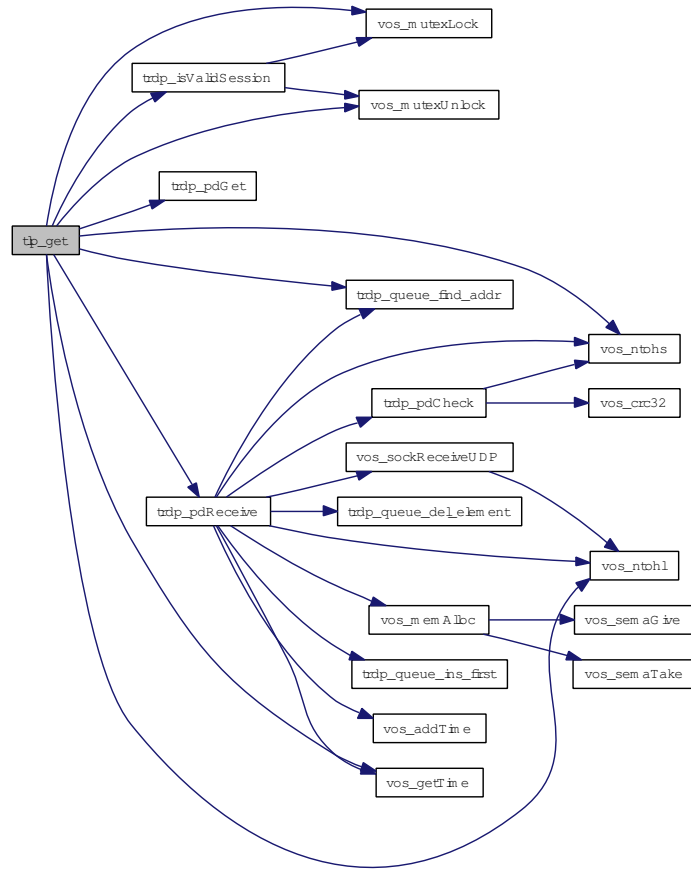 vos_mutexLock
trdp_isValidSession
vos_mutexUnlock
trdp_pdGet
tlp_get
trdp_queue_find_addr
vos_ntohs
trdp_pdCheck
vos_crc32
vos_sockReceiveUDP
trdp_pdReceive
trdp_queue_del_element
vos_ntohl
vos_memAlloc
vos_semaGive
trdp_queue_ins_first
vos_semaTake
vos_addTime
vos_getTime